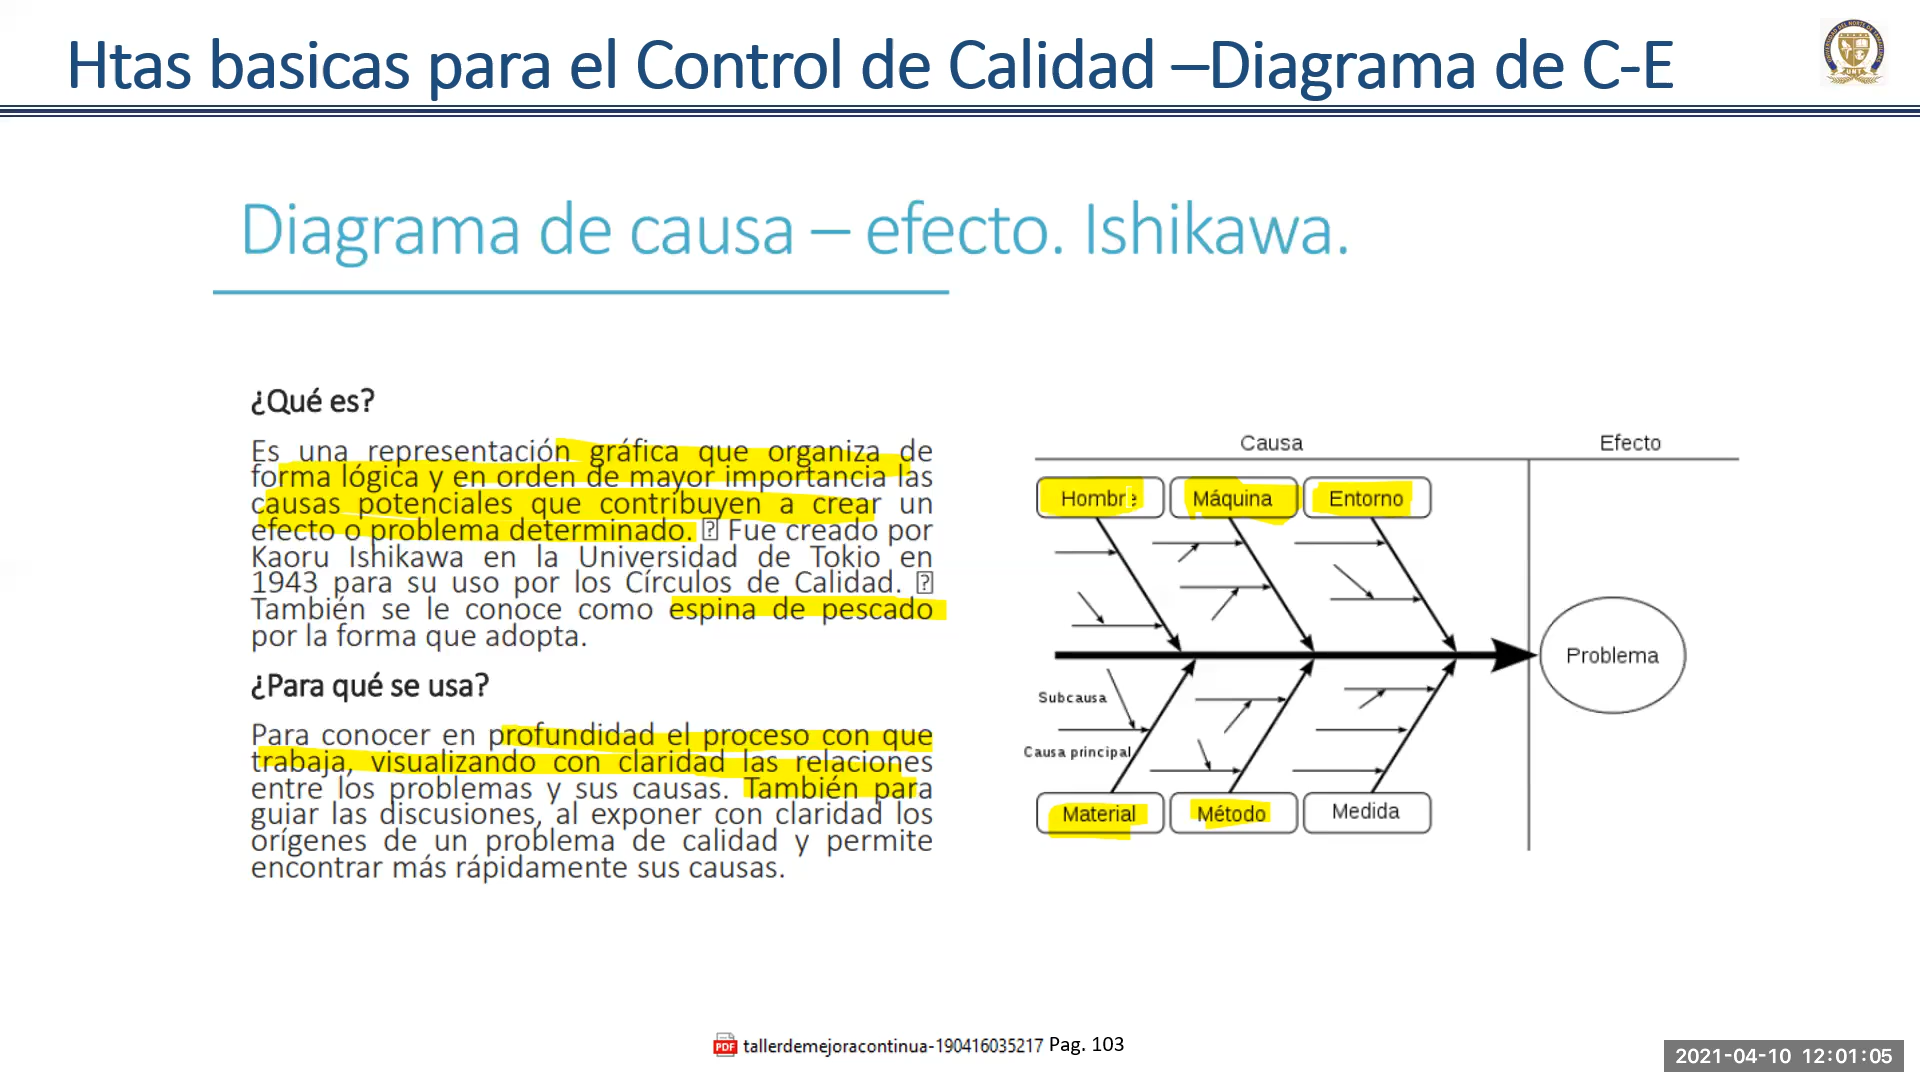 Htas basicas para el Control de Calidad –Diagrama de C-E
Diagrama de causa – efecto. Ishikawa.
¿Qué es?
Es una representación gráfica que organiza de
forma lógica y en orden de mayor importancia las
causas potenciales que contribuyen a crear un
efecto o problema determinado. Fue creado por
Kaoru Ishikawa en la Universidad de Tokio en
1943 para su uso por los Círculos de Calidad.
También se le conoce como espina de pescado
por la forma que adopta.
¿Para qué se usa?
Para conocer en profundidad el proceso con que
trabaja, visualizando con claridad las relaciones
entre los problemas y sus causas. También para
guiar las discusiones, al exponer con claridad los
orígenes de un problema de calidad y permite
encontrar más rápidamente sus causas.
Causa
Efecto
Hombre
Máquina
Entorno
Problema
Subcausa
Causa principal
Material
Método
Medida
PDF tallerdemejoracontinua-190416035217 Pag. 103
2021-04-10 12:01:05